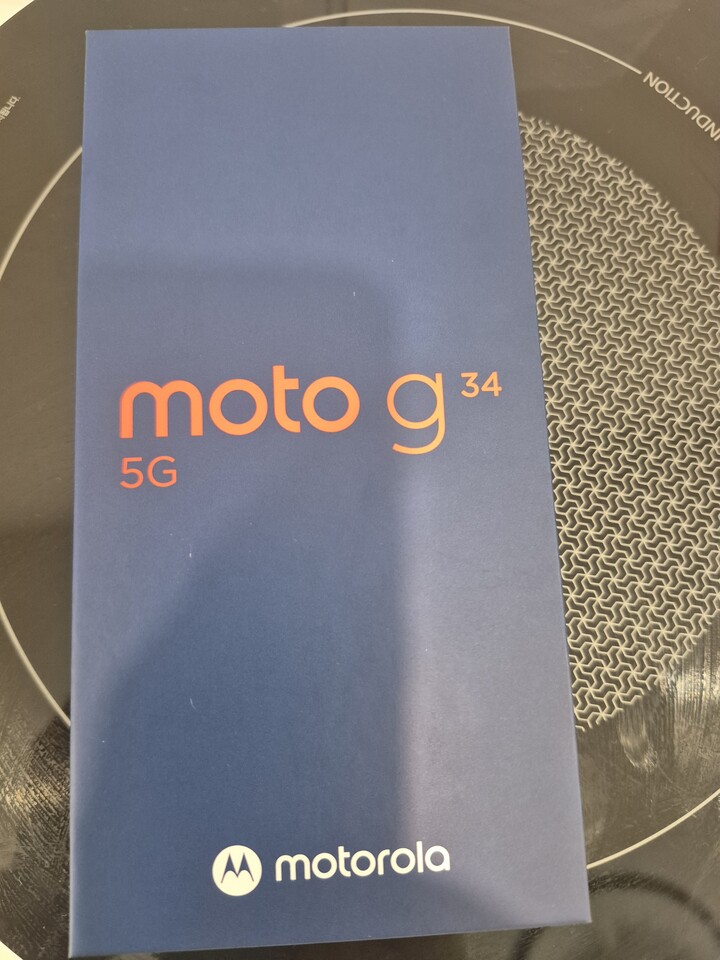 INDUCTION
moto g 34
5G
motorola